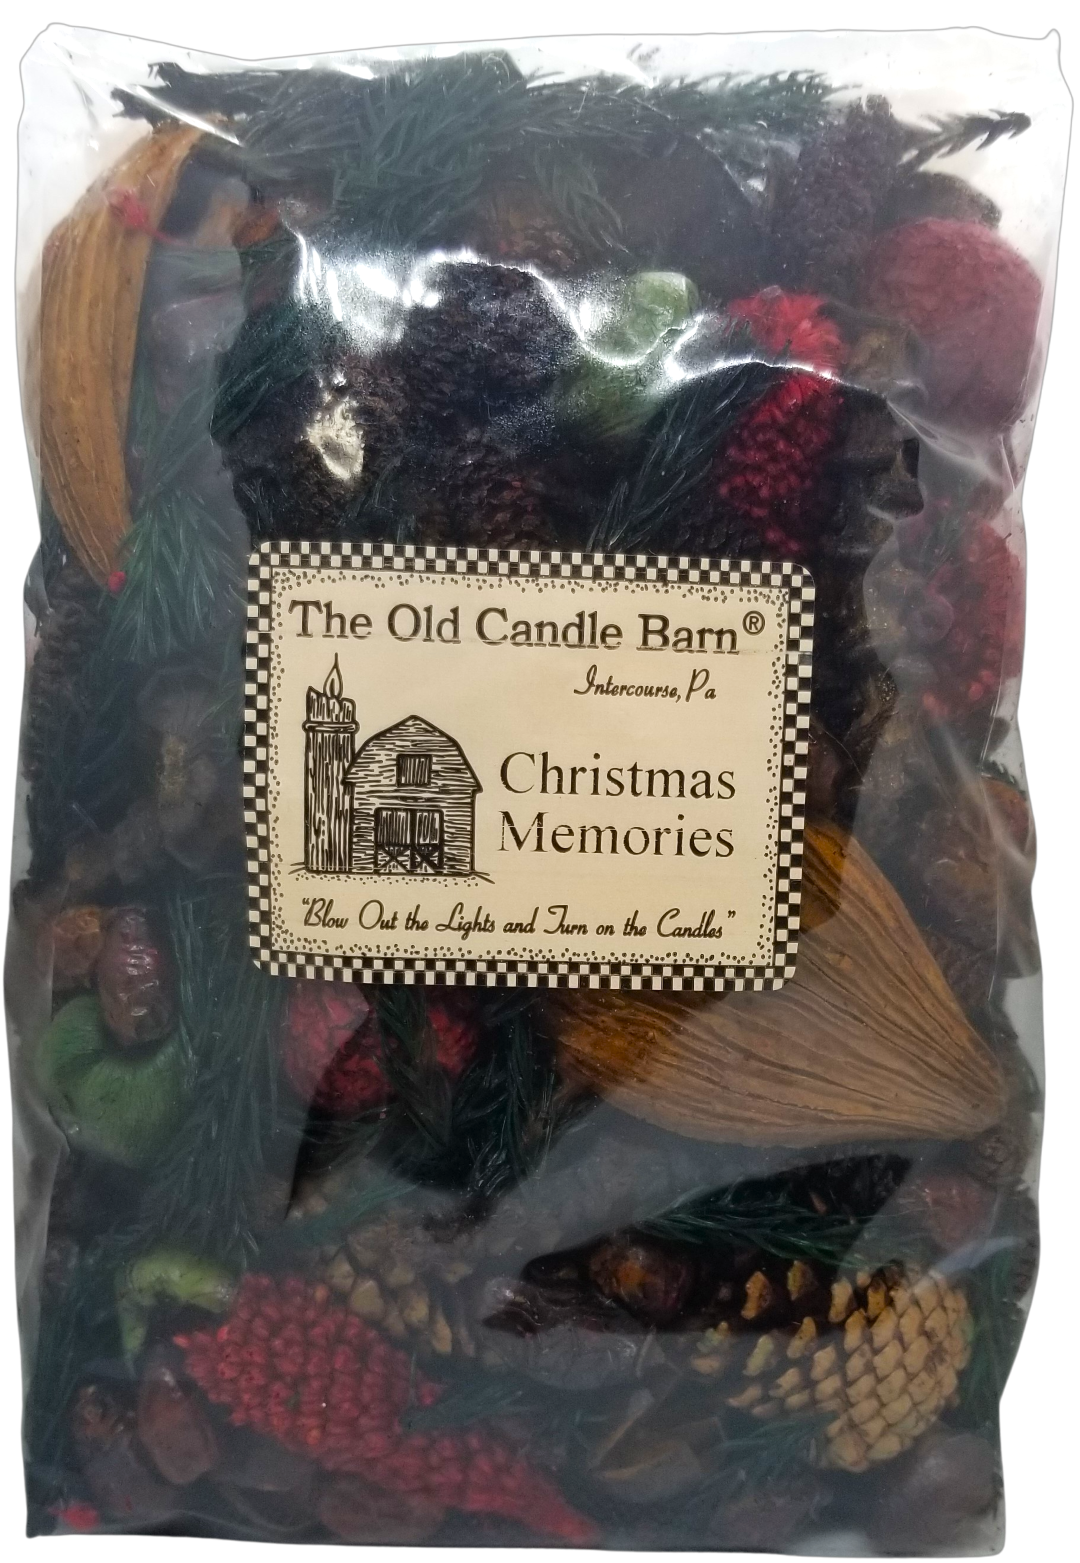 The Old Candle Barn®
Intercourse, Pa
Christmas
Memories
"Blow Out the Lights and Turn on the Candles"